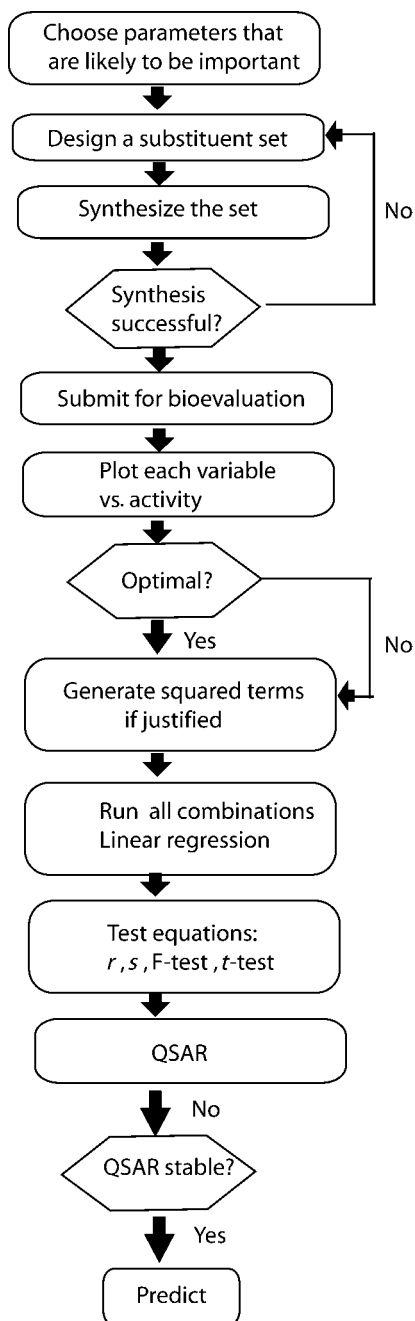 Choose parameters that
are likely to be important
Design a substituent set
No
Synthesize the set
Synthesis
successful?
Submit for bioevaluation
Plot each variable
vs. activity
Optimal?
Yes
No
Generate squared terms
if justified
Run all combinations
Linear regression
Test equations:
r , s , F-test , t-test
QSAR
No
QSAR stable?
Yes
Predict